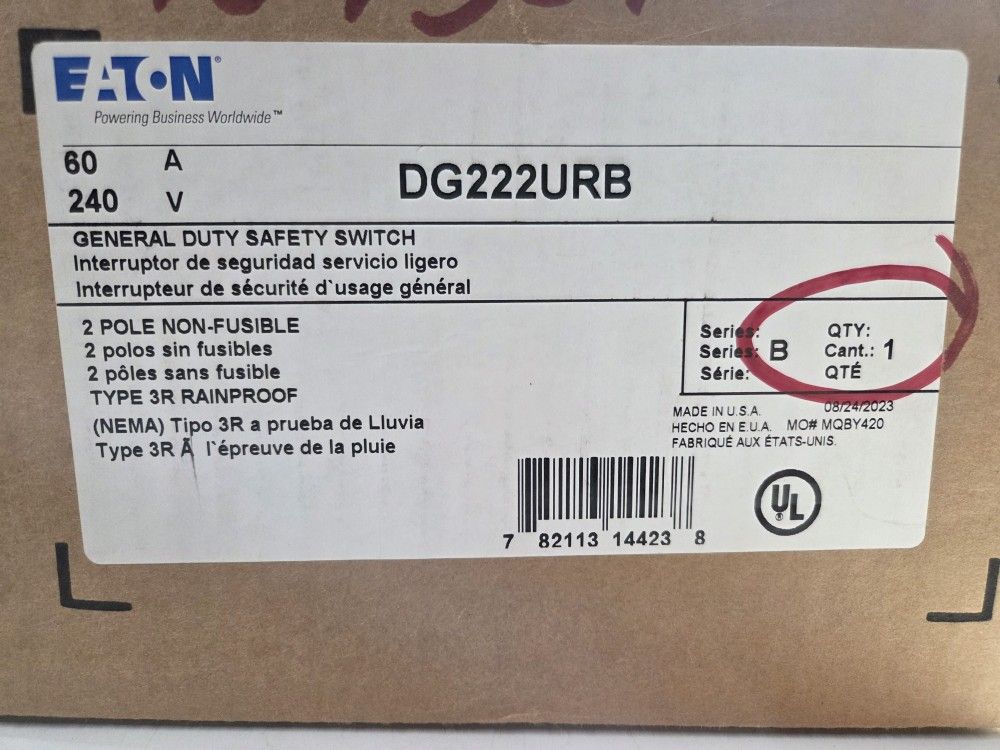 EATON®
Powering Business Worldwide™
60 A
240 V
DG222URB
GENERAL DUTY SAFETY SWITCH
Interruptor de seguridad servicio ligero
Interrupteur de sécurité d`usage général
2 POLE NON-FUSIBLE
2 polos sin fusibles
2 pôles sans fusible
TYPE 3R RAINPROOF
(NEMA) Tipo 3R a prueba de Lluvia
Type 3R Ã l`épreuve de la pluie
Series: QTY:
Series: B Cant.: 1
Série: QTÉ
MADE IN U.S.A. 08/24/2023
HECHO EN E.U.A. MO# MQBY420
FABRIQUÉ AUX ÉTATS-UNIS.
UL
7 82113 14423 8